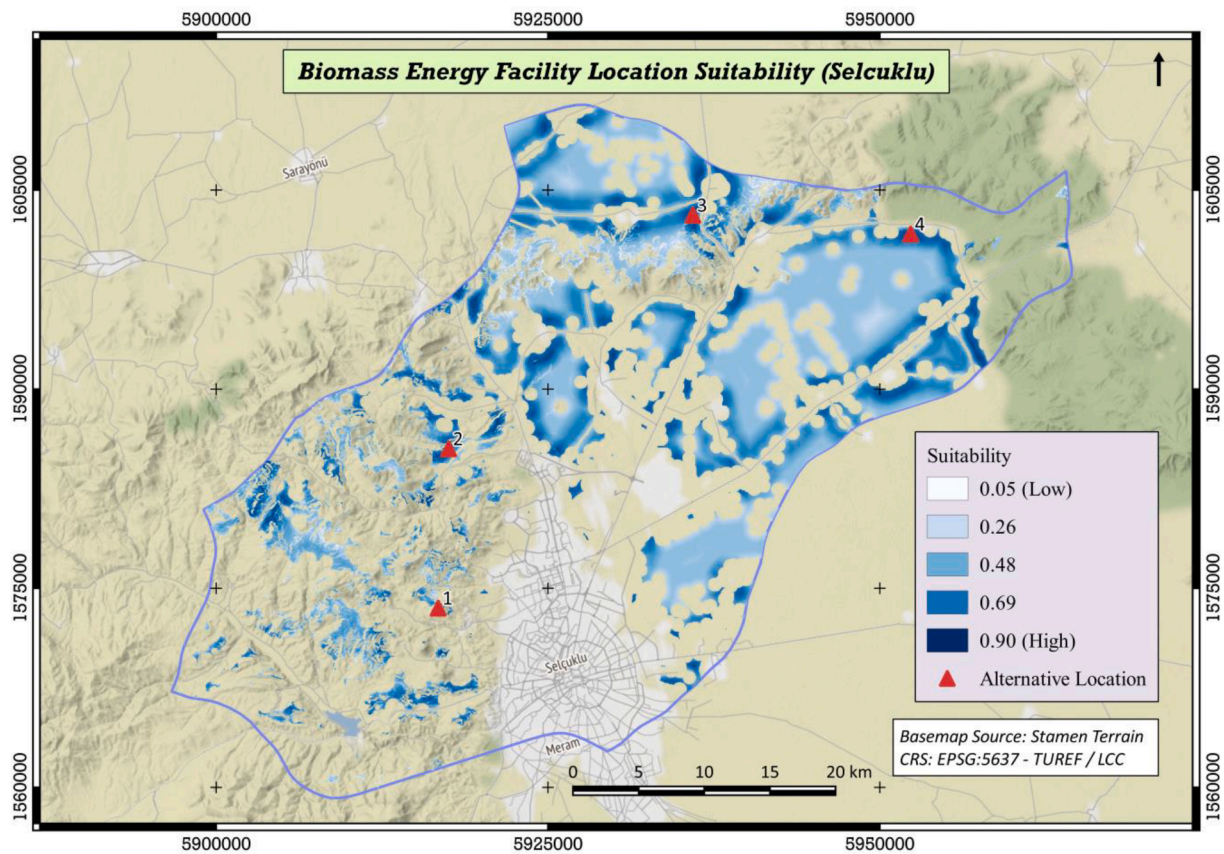 5900000
5925000
5950000
Biomass Energy Facility Location Suitability (Selcuklu)
Sarayönü
1605000
1605000
3
4
1590000
1590000
2
Suitability
0.05 (Low)
0.26
0.48
0.69
0.90 (High)
Alternative Location
1575000
1575000
1
Selçuklu
Meram
Basemap Source: Stamen Terrain
CRS: EPSG:5637 - TUREF / LCC
0 5 10 15 20 km
1560000
1560000
5900000
5925000
5950000